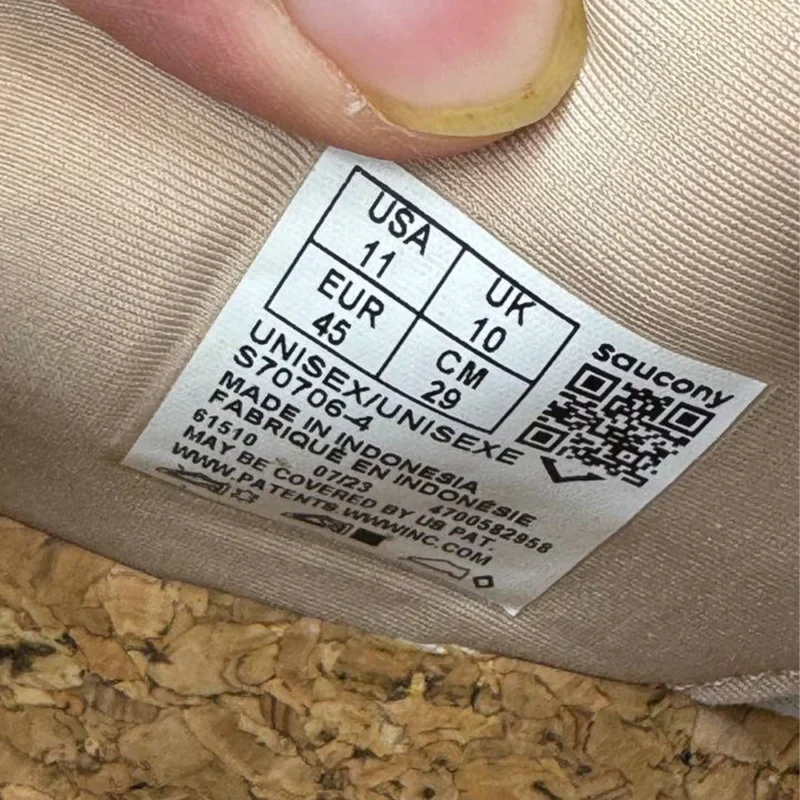 USA
11
UK
10
EUR
45
CM
29
saucony
UNISEX/UNISEXE
S70706-4
MADE IN INDONESIA
FABRIQUÉ EN INDONÉSIE
61510 07/23 4700582958
MAY BE COVERED BY US PAT.
WWW.PATENTS.WWWINC.COM